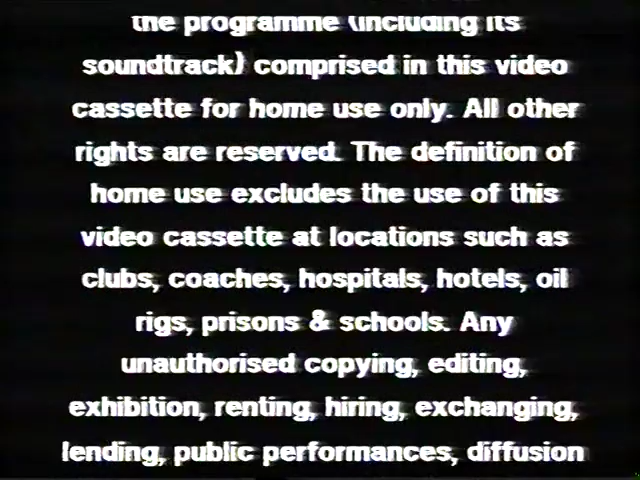 the programme (including its
soundtrack) comprised in this video
cassette for home use only. All other
rights are reserved. The definition of
home use excludes the use of this
video cassette at locations such as
clubs, coaches, hospitals, hotels, oil
rigs, prisons & schools. Any
unauthorised copying, editing,
exhibition, renting, hiring, exchanging,
lending, public performances, diffusion